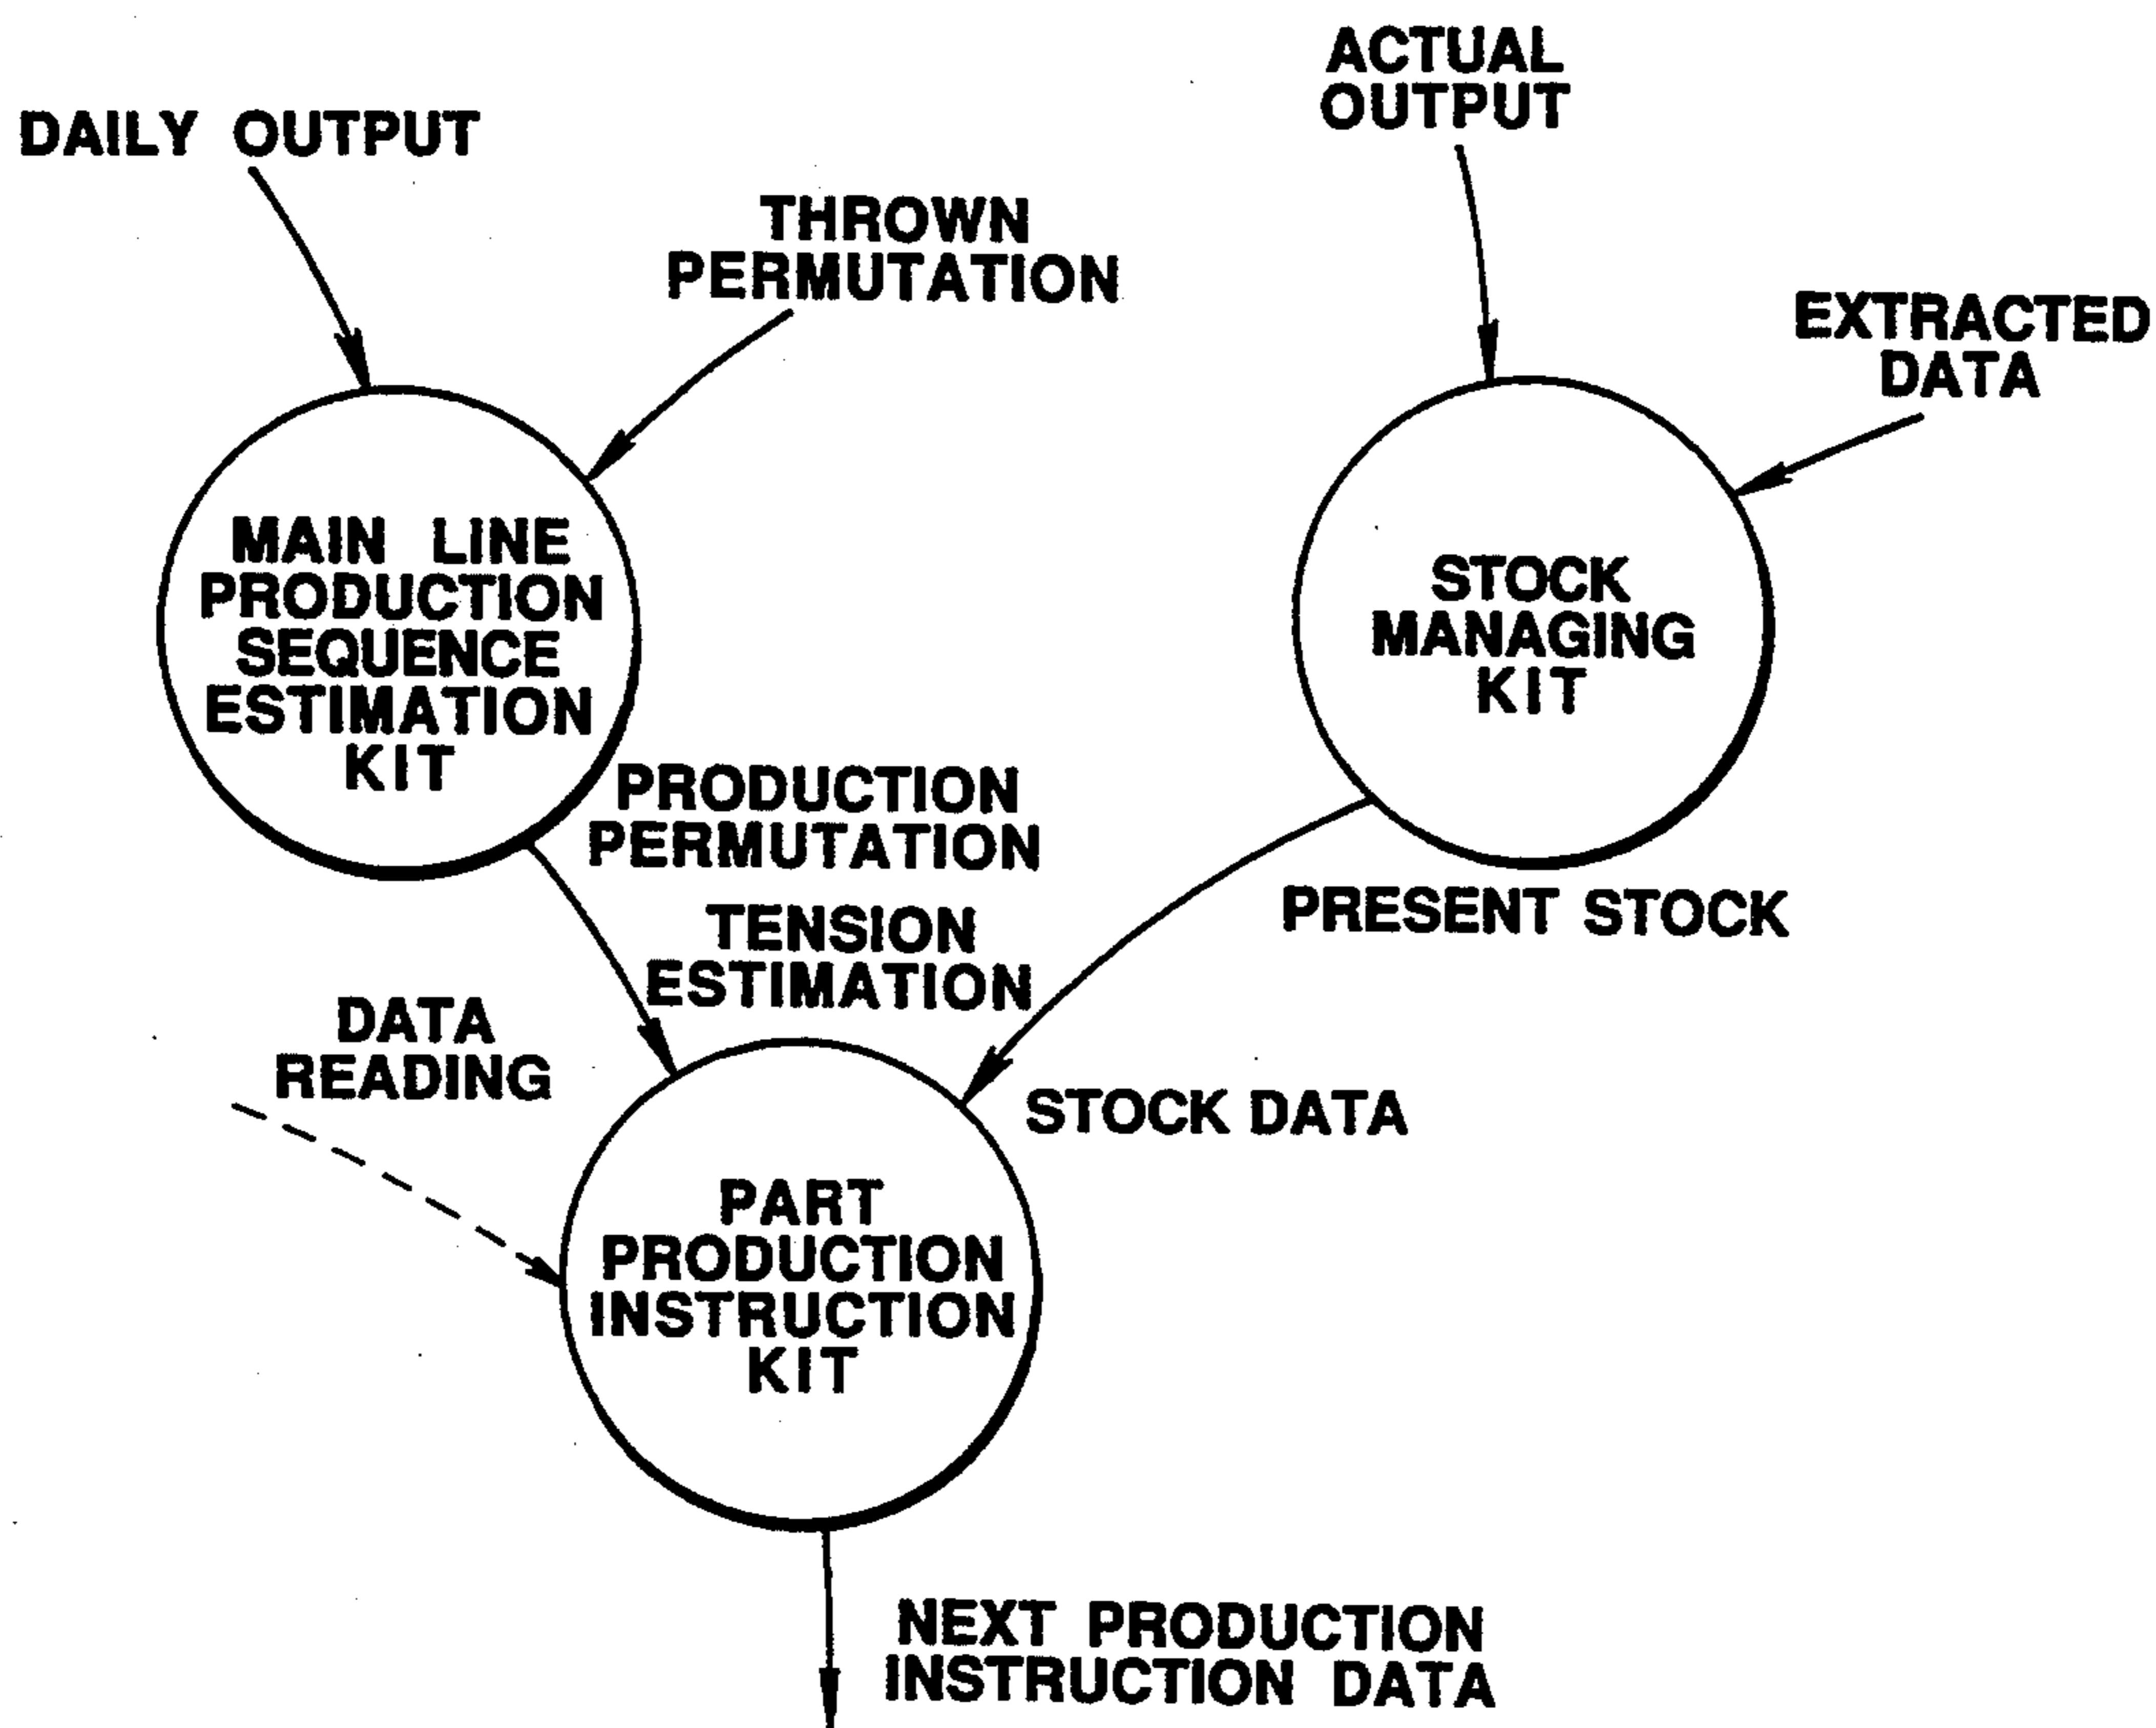 ACTUAL
OUTPUT
DAILY OUTPUT
THROWN
PERMUTATION
EXTRACTED
DATA
MAIN LINE
PRODUCTION
SEQUENCE
ESTIMATION
KIT
STOCK
MANAGING
KIT
PRODUCTION
PERMUTATION
TENSION
ESTIMATION
PRESENT STOCK
DATA
READING
STOCK DATA
PART
PRODUCTION
INSTRUCTION
KIT
NEXT PRODUCTION
INSTRUCTION DATA